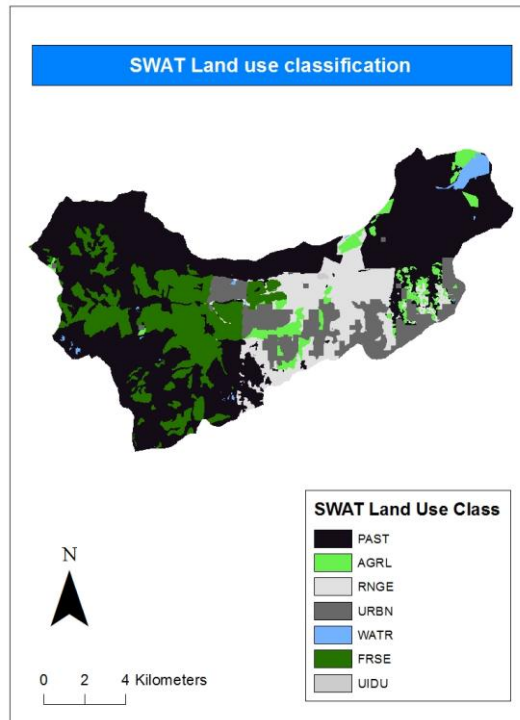 SWAT Land use classification
SWAT Land Use Class
PAST
AGRL
RNGE
URBN
WATR
FRSE
UIDU
N
0 2 4 Kilometers